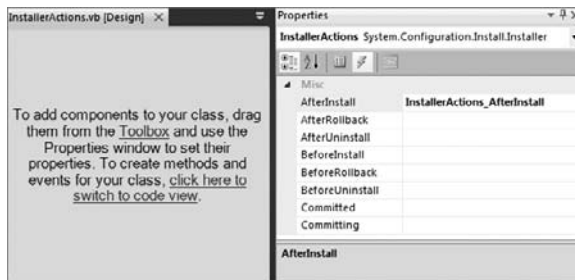 InstallerActions.vb [Design]
To add components to your class, drag
them from the Toolbox and use the
Properties window to set their
properties. To create methods and
events for your class, click here to
switch to code view.
Properties
InstallerActions System.Configuration.Install.Installer
Misc
AfterInstall InstallerActions_AfterInstall
AfterRollback
AfterUninstall
BeforeInstall
BeforeRollback
BeforeUninstall
Committed
Committing
AfterInstall